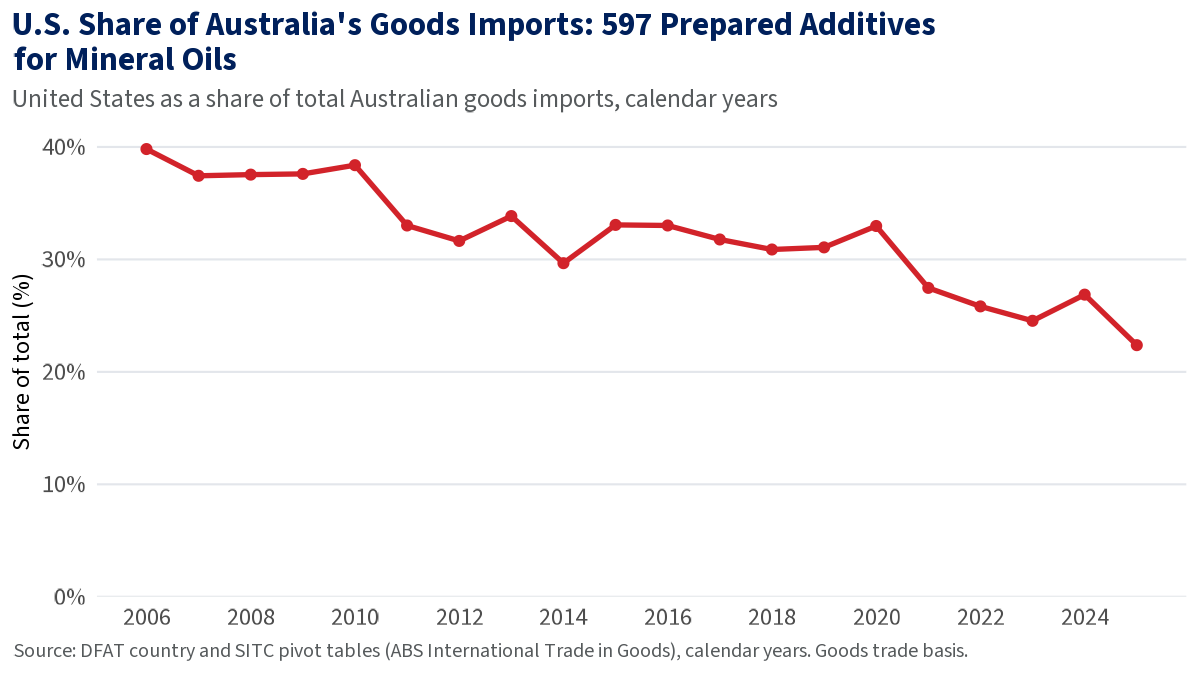 U.S. Share of Australia's Goods Imports: 597 Prepared Additives
for Mineral Oils
United States as a share of total Australian goods imports, calendar years
Share of total (%)
40%
30%
20%
10%
0%
2006 2008 2010 2012 2014 2016 2018 2020 2022 2024
Source: DFAT country and SITC pivot tables (ABS International Trade in Goods), calendar years. Goods trade basis.